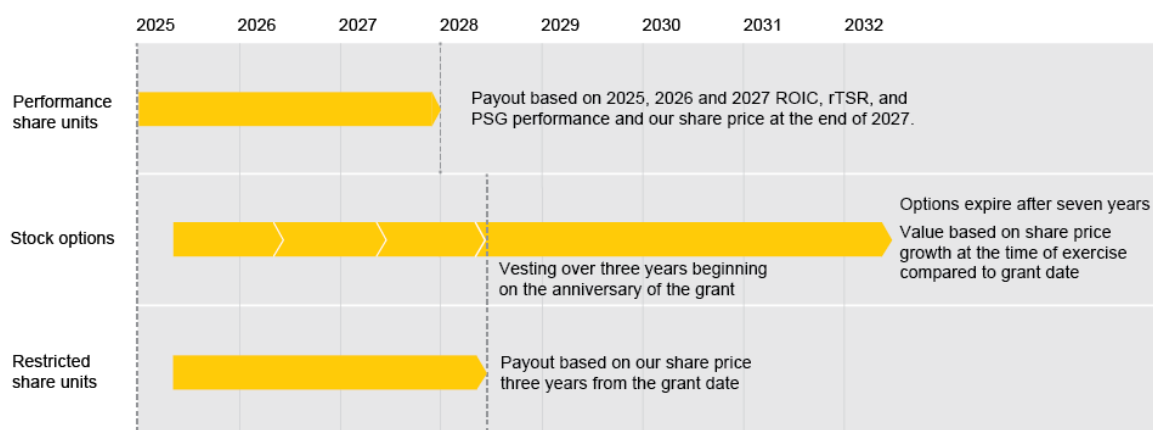 2025 2026 2027 2028 2029 2030 2031 2032
Performance
share units
Payout based on 2025, 2026 and 2027 ROIC, rTSR, and
PSG performance and our share price at the end of 2027.
Stock options
Vesting over three years beginning
on the anniversary of the grant
Options expire after seven years
Value based on share price
growth at the time of exercise
compared to grant date
Restricted
share units
Payout based on our share price
three years from the grant date